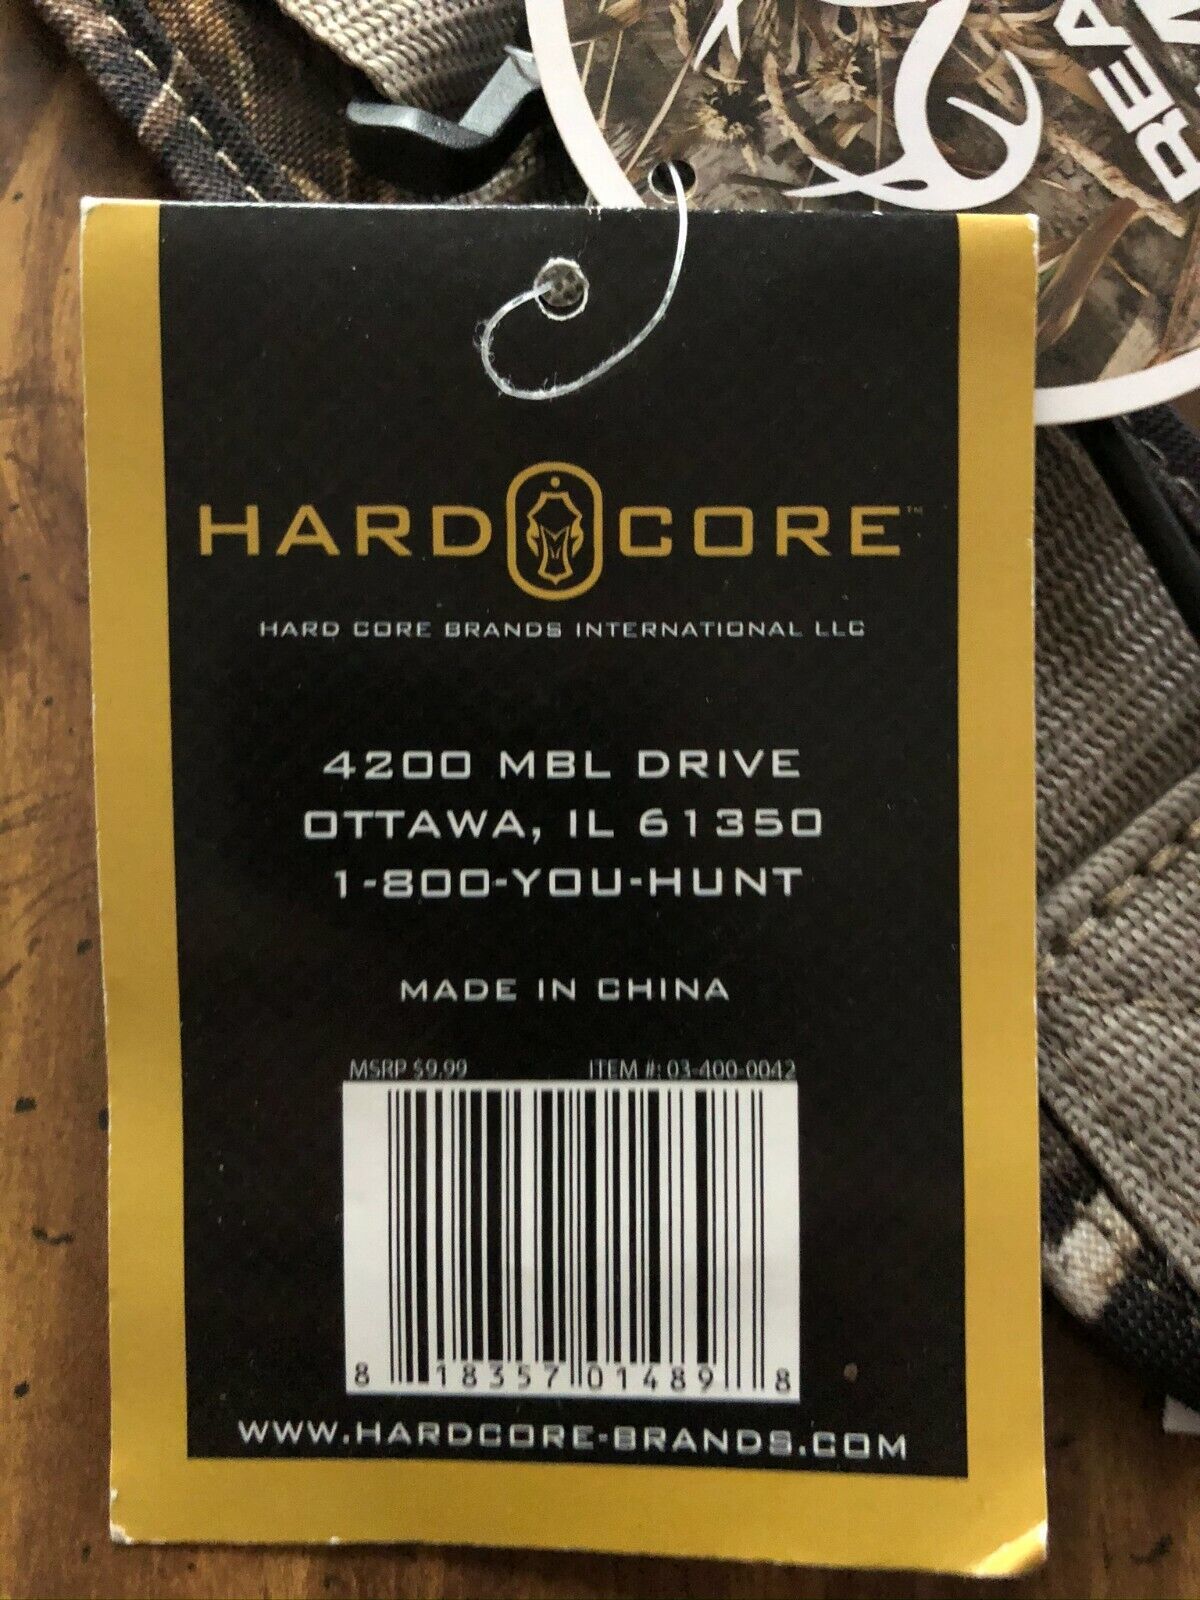 HARD CORE™
HARD CORE BRANDS INTERNATIONAL LLC
4200 MBL DRIVE
OTTAWA, IL 61350
1-800-YOU-HUNT
MADE IN CHINA
MSRP $9.99 ITEM #: 03-400-0042
8 18357 01489 8
WWW.HARDCORE-BRANDS.COM